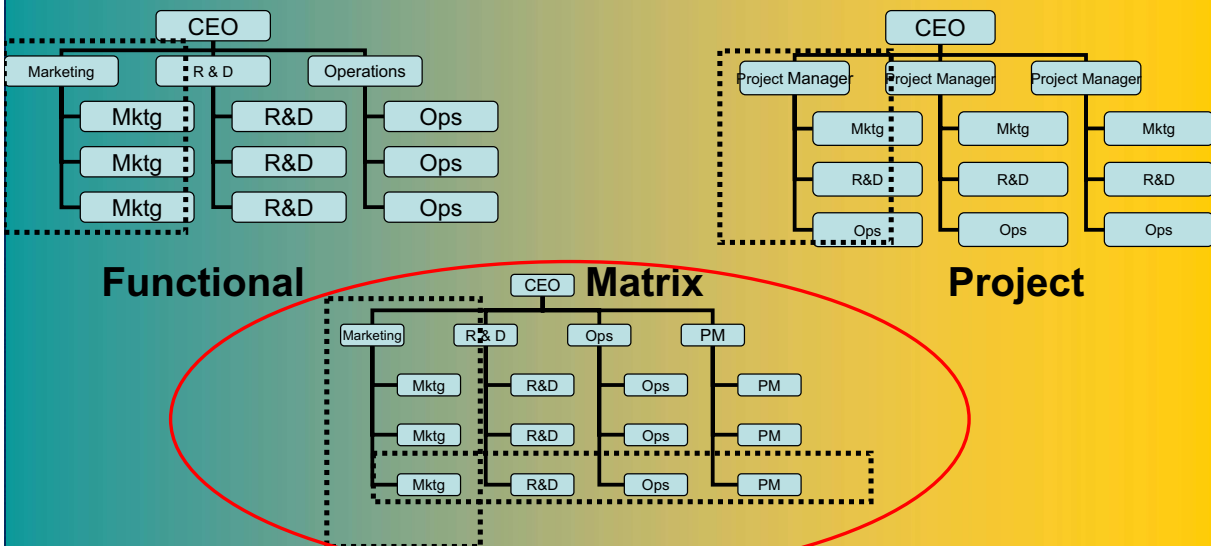 CEO
Marketing
R & D
Operations
Mktg
R&D
Ops
Mktg
R&D
Ops
Mktg
R&D
Ops
Functional
CEO
Project Manager
Project Manager
Project Manager
Mktg
Mktg
Mktg
R&D
R&D
R&D
Ops
Ops
Ops
Project
Matrix
CEO
Marketing
R & D
Ops
PM
Mktg
R&D
Ops
PM
Mktg
R&D
Ops
PM
Mktg
R&D
Ops
PM